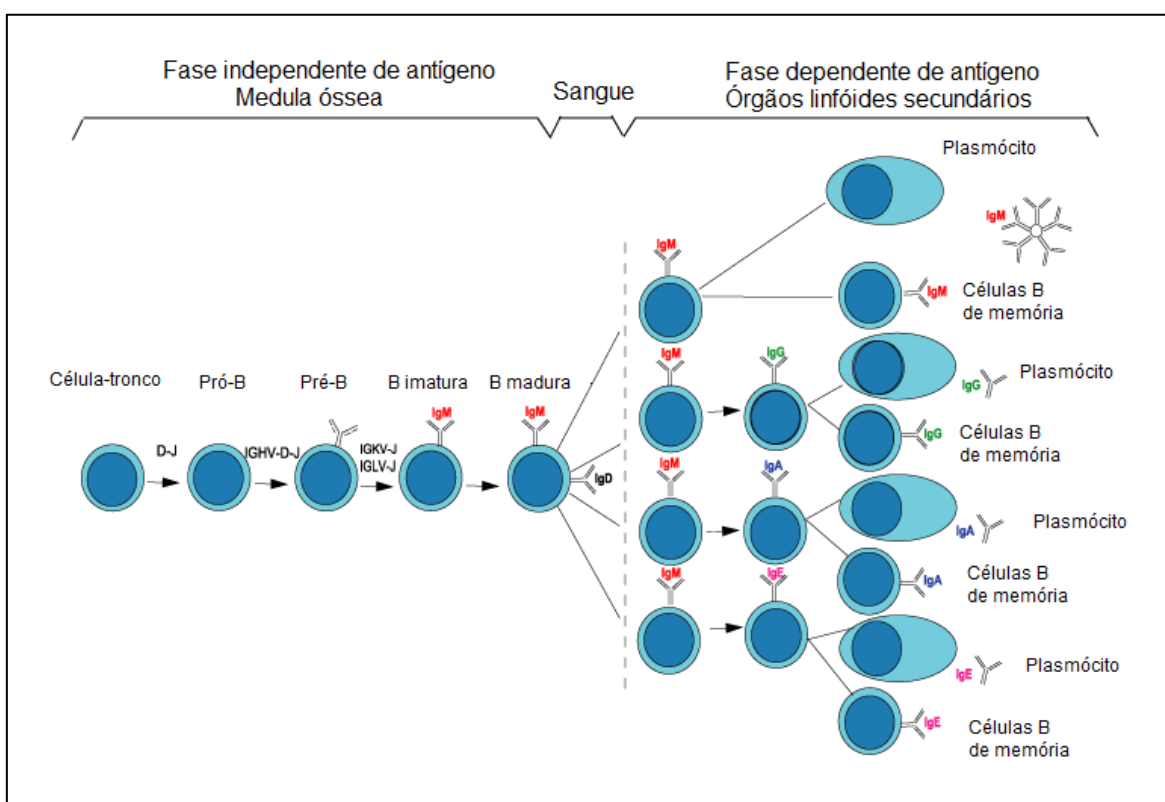 Fase independente de antígeno
Medula óssea
Sangue
Fase dependente de antígeno
Órgãos linfóides secundários
Plasmócito
IgM
IgM
IgM
Células B
de memória
IgM
IgG
IgG
Plasmócito
IgG
Células B
de memória
Célula-tronco
Pró-B
Pré-B
B imatura
B madura
IgM
IgM
D-J
IGHV-D-J
IGKV-J
IGLV-J
IgD
IgM
IgA
IgA
Plasmócito
IgA
Células B
de memória
IgM
IgE
IgE
Plasmócito
IgE
Células B
de memória